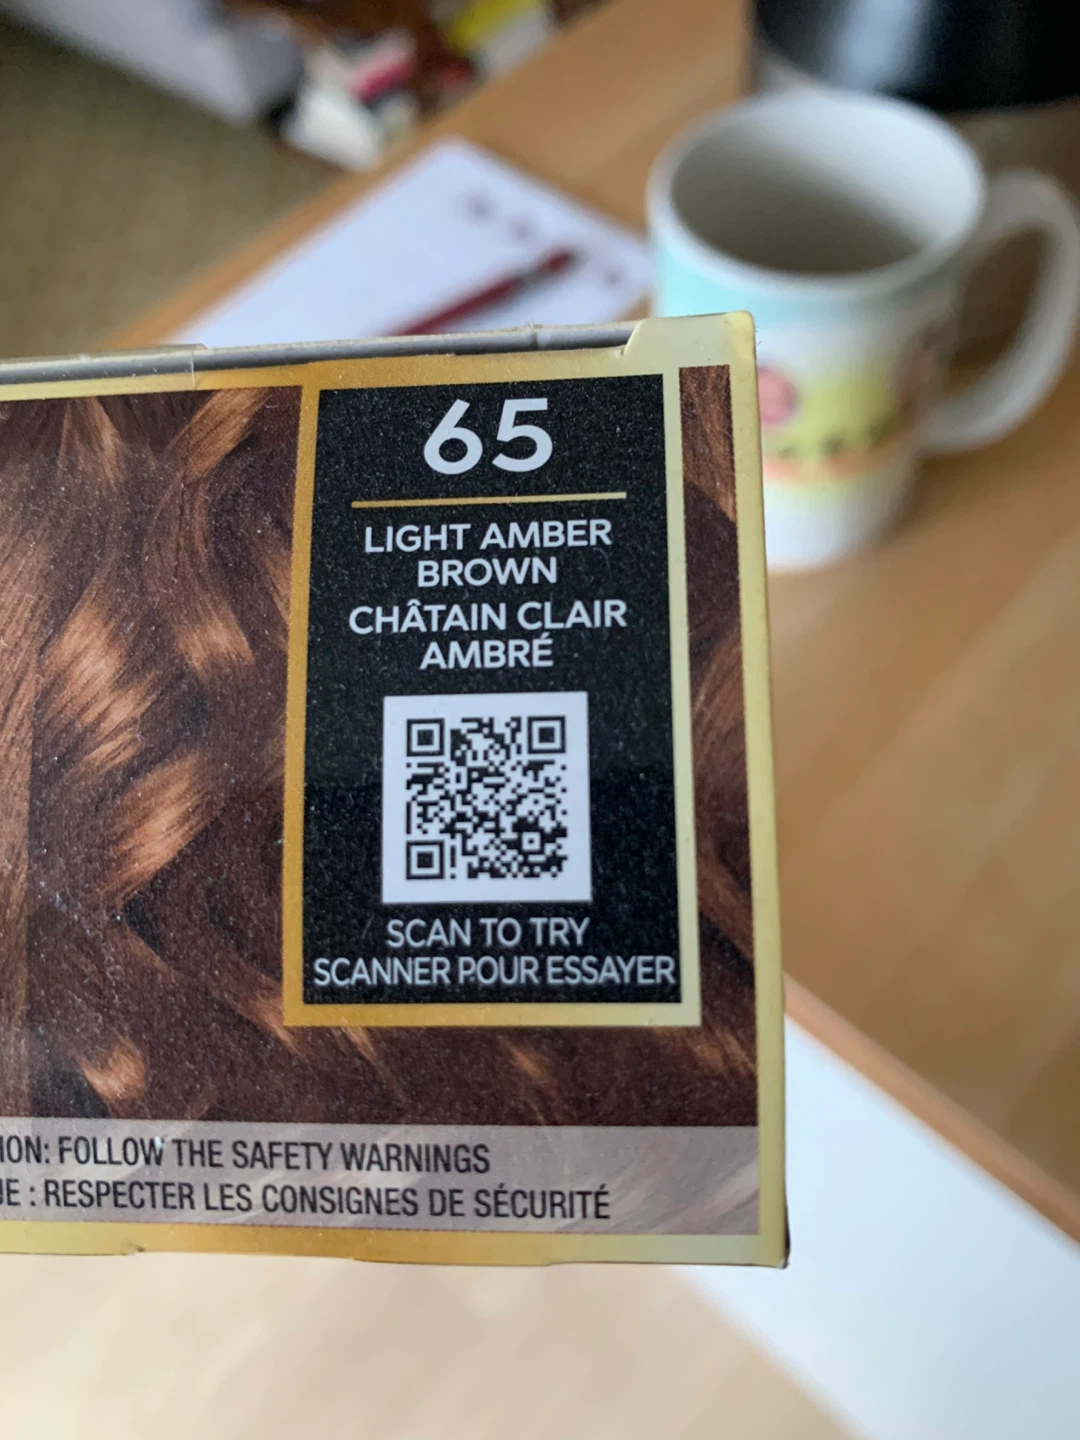 65
LIGHT AMBER
BROWN
CHÂTAIN CLAIR
AMBRÉ
SCAN TO TRY
SCANNER POUR ESSAYER
ION: FOLLOW THE SAFETY WARNINGS
UE : RESPECTER LES CONSIGNES DE SÉCURITÉ